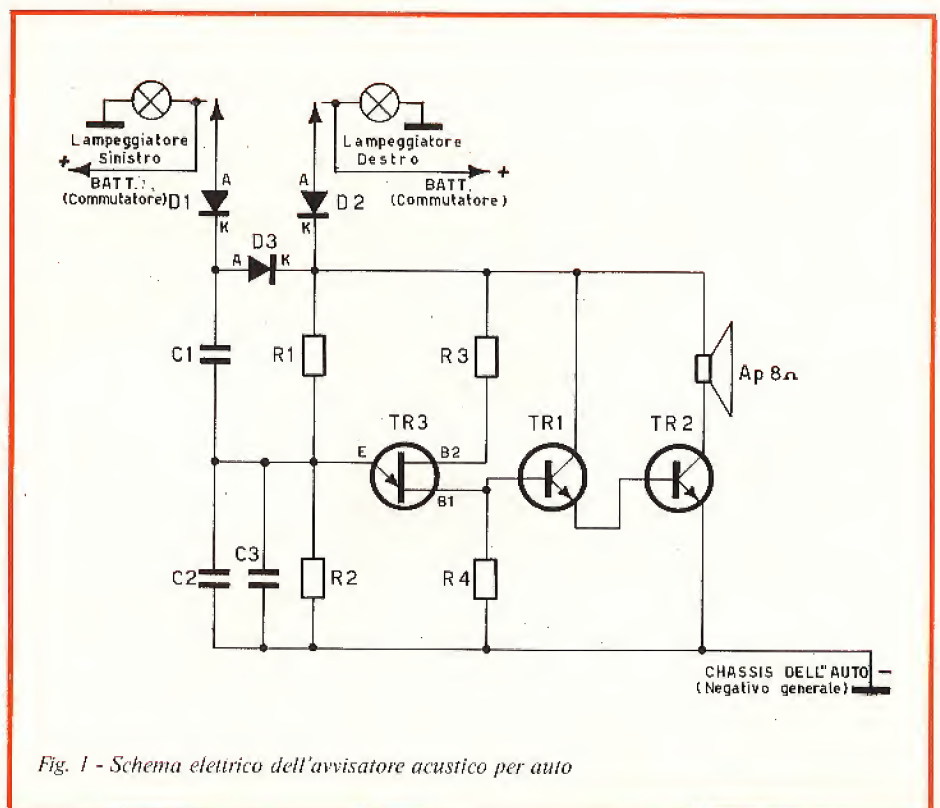 Lampeggiatore
Sinistro
+
BATT.
(Commutatore)
D1
A
K
Lampeggiatore
Destro
+
BATT.
(Commutatore)
A
D2
K
D3
A
K
C1
R1
R3
Ap 8Ω
TR3
TR1
TR2
E
B2
B1
C2
C3
R2
R4
CHASSIS DELL'AUTO –
(Negativo generale)
Fig. 1 - Schema elettrico dell'avvisatore acustico per auto